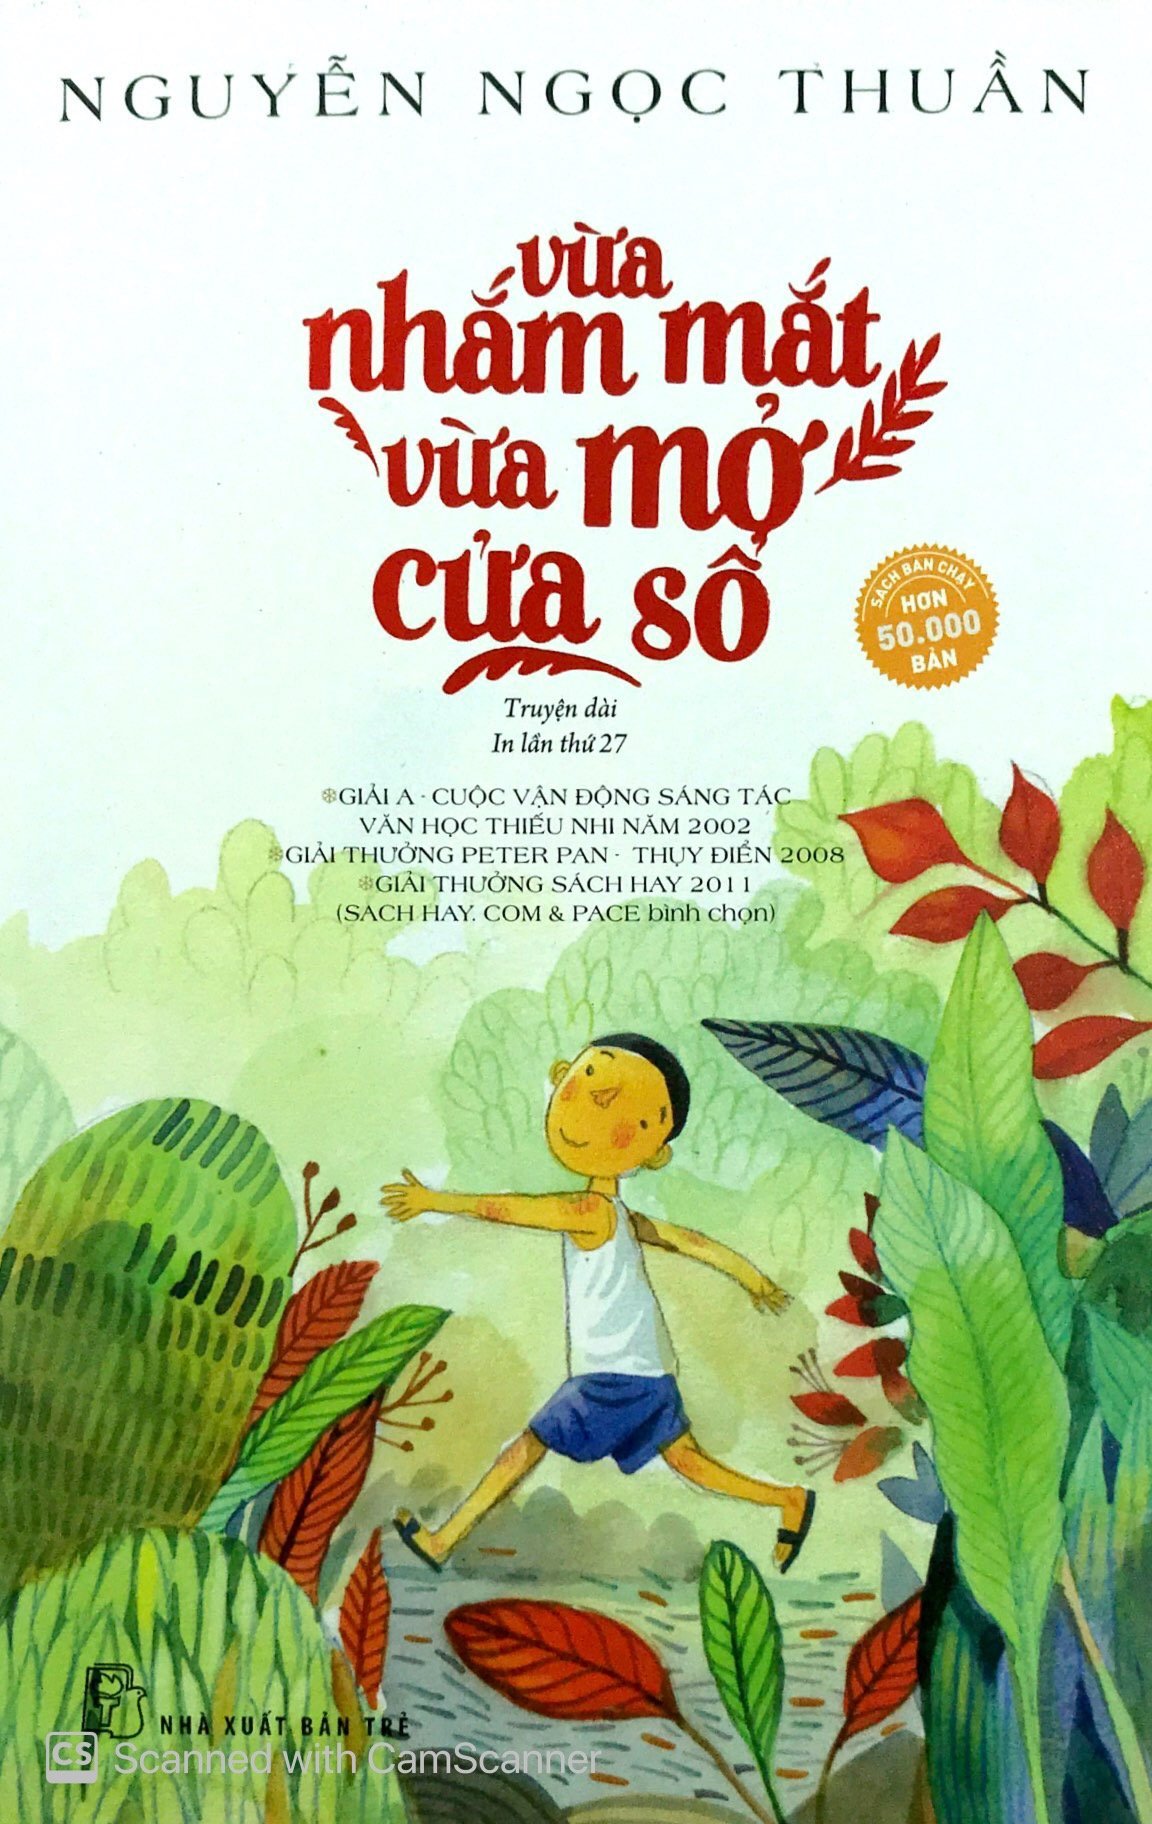 NGUYỄN NGỌC THUẦN
vừa
nhắm mắt
vừa mở
cửa sổ
SÁCH BÁN CHẠY
HƠN
50.000
BẢN
Truyện dài
In lần thứ 27
GIẢI A - CUỘC VẬN ĐỘNG SÁNG TÁC
VĂN HỌC THIẾU NHI NĂM 2002
GIẢI THƯỞNG PETER PAN - THỤY ĐIỂN 2008
GIẢI THƯỞNG SÁCH HAY 2011
(SACH HAY. COM & PACE bình chọn)
NHÀ XUẤT BẢN TRẺ
CS Scanned with CamScanner